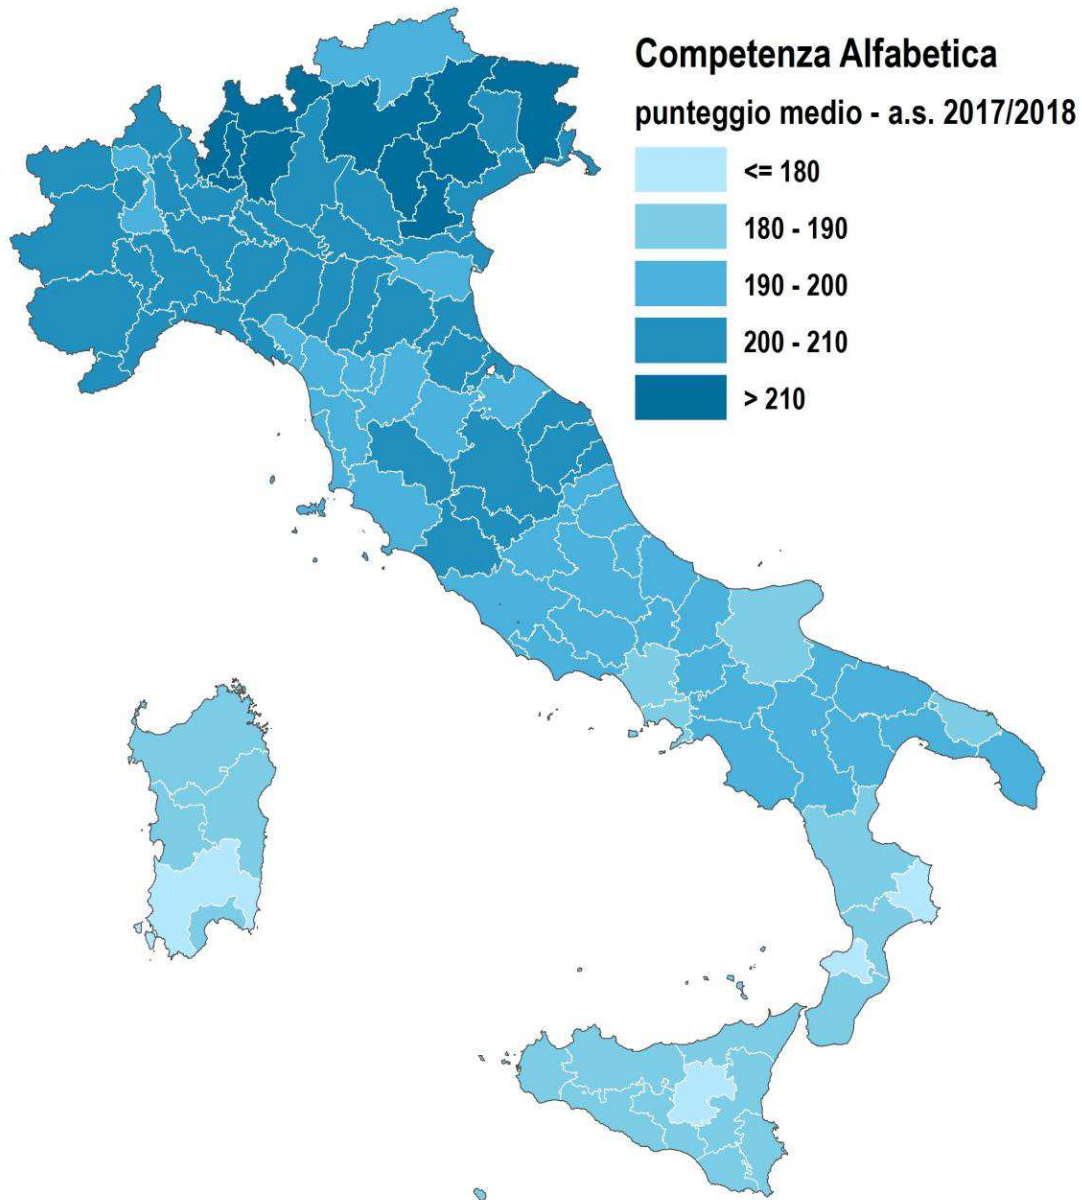 Competenza Alfabetica
punteggio medio - a.s. 2017/2018
<= 180
180 - 190
190 - 200
200 - 210
> 210